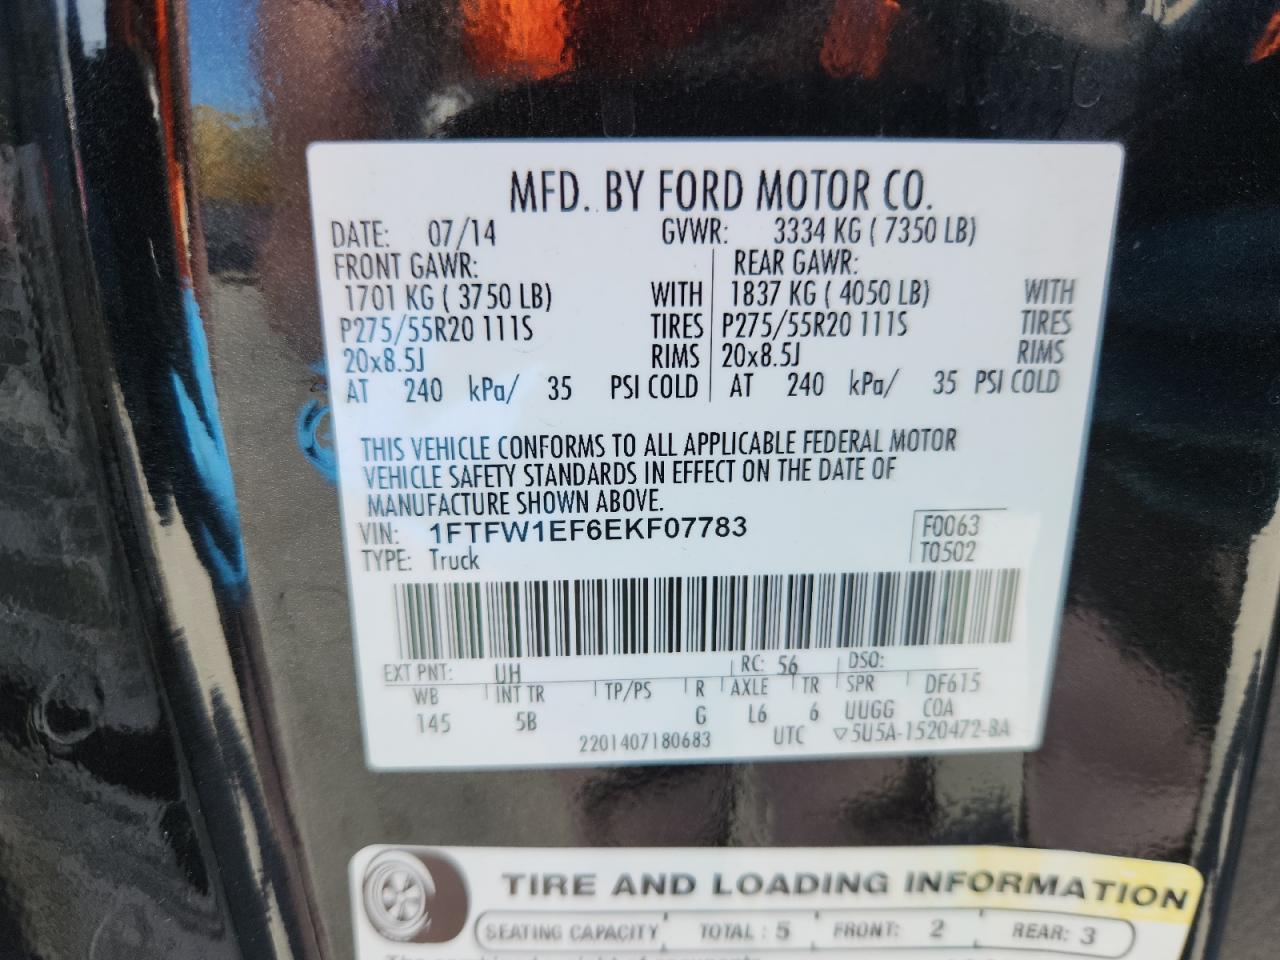 MFD. BY FORD MOTOR CO.
DATE: 07/14 GVWR: 3334 KG ( 7350 LB)
FRONT GAWR: REAR GAWR:
1701 KG ( 3750 LB) WITH 1837 KG ( 4050 LB) WITH
P275/55R20 111S TIRES P275/55R20 111S TIRES
20x8.5J RIMS 20x8.5J RIMS
AT 240 kPa/ 35 PSI COLD AT 240 kPa/ 35 PSI COLD
THIS VEHICLE CONFORMS TO ALL APPLICABLE FEDERAL MOTOR
VEHICLE SAFETY STANDARDS IN EFFECT ON THE DATE OF
MANUFACTURE SHOWN ABOVE.
VIN: 1FTFW1EF6EKF07783 F0063
TYPE: Truck T0502
EXT PNT: UH RC: 56 DSO:
WB INT TR TP/PS R AXLE TR SPR DF615
145 5B G L6 6 UUGG COA
2201407180683 UTC ▽5U5A-1520472-BA
TIRE AND LOADING INFORMATION
SEATING CAPACITY TOTAL : 5 FRONT: 2 REAR: 3